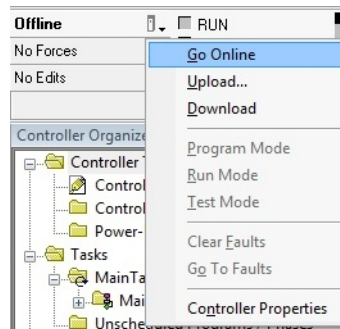 Offline
RUN
No Forces
No Edits
Go Online
Upload...
Download
Program Mode
Run Mode
Test Mode
Clear Faults
Go To Faults
Controller Properties
Controller Organize
Controller
Control
Control
Power-
Tasks
MainTa
Mai
Unscheduled Programs / Phases